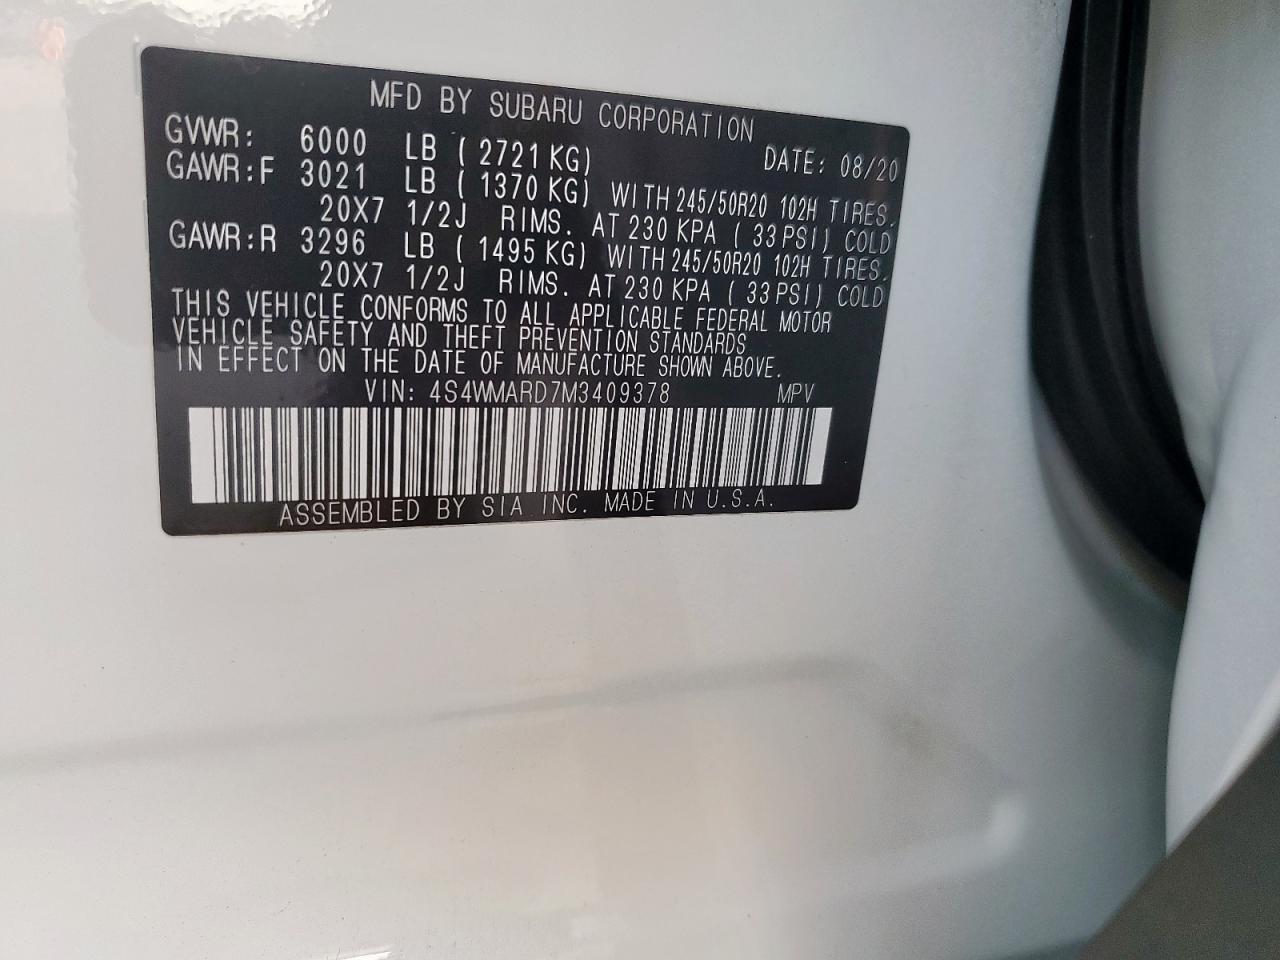 MFD BY SUBARU CORPORATION
GVWR: 6000 LB ( 2721 KG) DATE: 08/20
GAWR:F 3021 LB ( 1370 KG) WITH 245/50R20 102H TIRES.
20X7 1/2J RIMS. AT 230 KPA ( 33 PSI) COLD
GAWR:R 3296 LB ( 1495 KG) WITH 245/50R20 102H TIRES.
20X7 1/2J RIMS. AT 230 KPA ( 33 PSI) COLD
THIS VEHICLE CONFORMS TO ALL APPLICABLE FEDERAL MOTOR
VEHICLE SAFETY AND THEFT PREVENTION STANDARDS
IN EFFECT ON THE DATE OF MANUFACTURE SHOWN ABOVE.
VIN: 4S4WMARD7M3409378 MPV
ASSEMBLED BY SIA INC. MADE IN U.S.A.